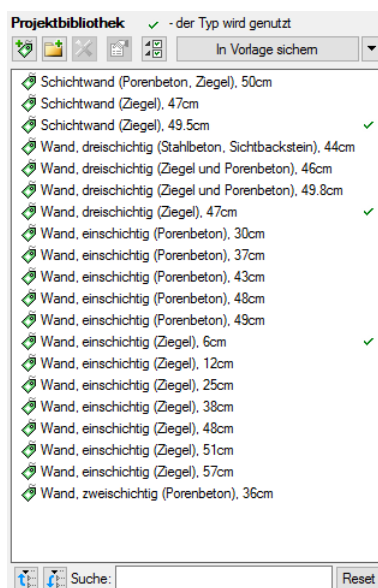 Projektbibliothek ✓ - der Typ wird genutzt
In Vorlage sichern
Schichtwand (Porenbeton, Ziegel), 50cm
Schichtwand (Ziegel), 47cm
Schichtwand (Ziegel), 49.5cm ✓
Wand, dreischichtig (Stahlbeton, Sichtbackstein), 44cm
Wand, dreischichtig (Ziegel und Porenbeton), 46cm
Wand, dreischichtig (Ziegel und Porenbeton), 49.8cm
Wand, dreischichtig (Ziegel), 47cm ✓
Wand, einschichtig (Porenbeton), 30cm
Wand, einschichtig (Porenbeton), 37cm
Wand, einschichtig (Porenbeton), 43cm
Wand, einschichtig (Porenbeton), 48cm
Wand, einschichtig (Porenbeton), 49cm
Wand, einschichtig (Ziegel), 6cm ✓
Wand, einschichtig (Ziegel), 12cm
Wand, einschichtig (Ziegel), 25cm
Wand, einschichtig (Ziegel), 38cm
Wand, einschichtig (Ziegel), 48cm
Wand, einschichtig (Ziegel), 51cm
Wand, einschichtig (Ziegel), 57cm
Wand, zweischichtig (Porenbeton), 36cm
Suche: Reset